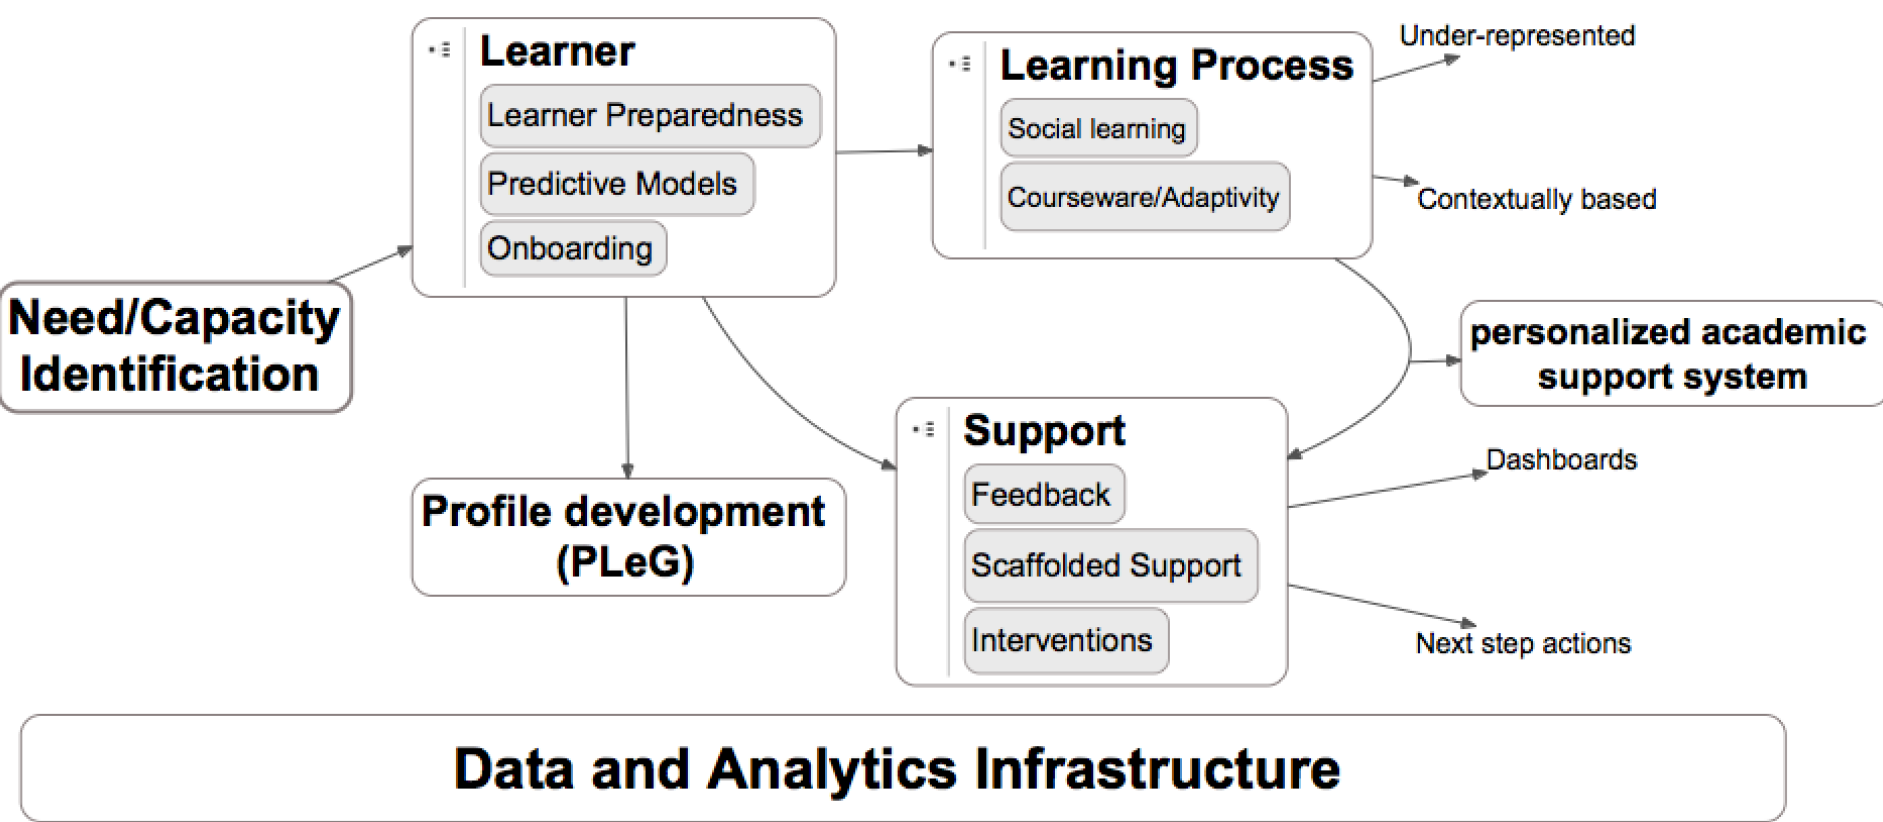 Learner
Learner Preparedness
Predictive Models
Onboarding
Learning Process
Social learning
Courseware/Adaptivity
Under-represented
Contextually based
Need/Capacity
Identification
personalized academic
support system
Profile development
(PLeG)
Support
Feedback
Scaffolded Support
Interventions
Dashboards
Next step actions
Data and Analytics Infrastructure